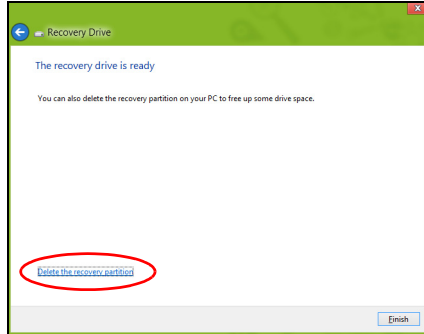 Recovery Drive
The recovery drive is ready
You can also delete the recovery partition on your PC to free up some drive space.
Delete the recovery partition
Finish